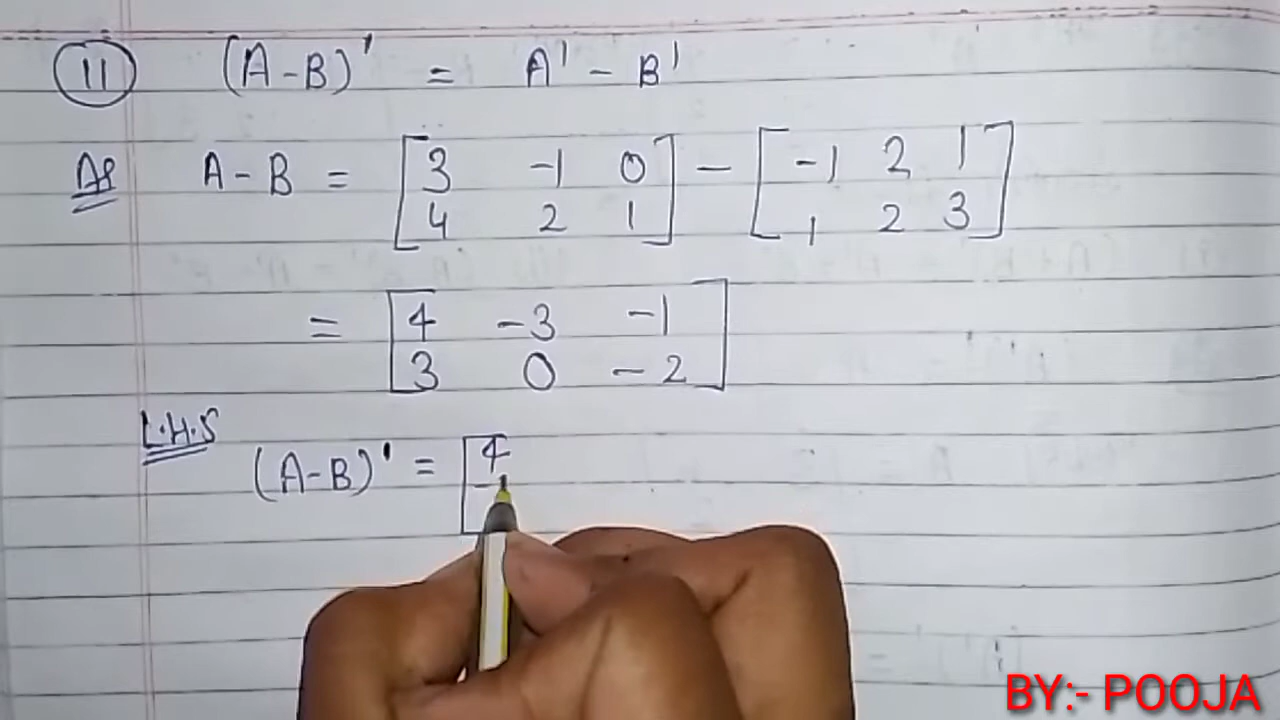 11 (A-B)' = A' - B'
As A-B = [3 -1 0] - [-1 2 1]
[4 2 1] [1 2 3]
= [4 -3 -1]
[3 0 -2]
L.H.S
(A-B)' = [4
BY:- POOJA